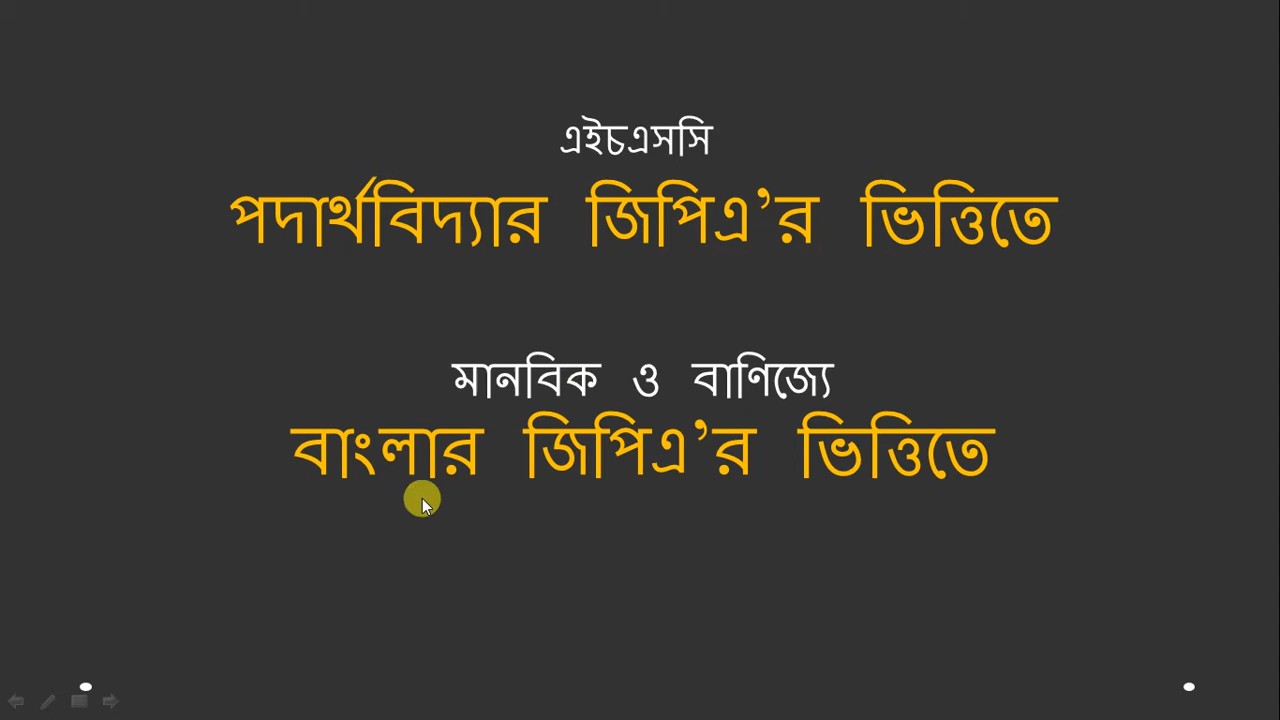 এইচএসসি
পদার্থবিদ্যার জিপিএ’র ভিত্তিতে
মানবিক ও বাণিজ্যে
বাংলার জিপিএ’র ভিত্তিতে